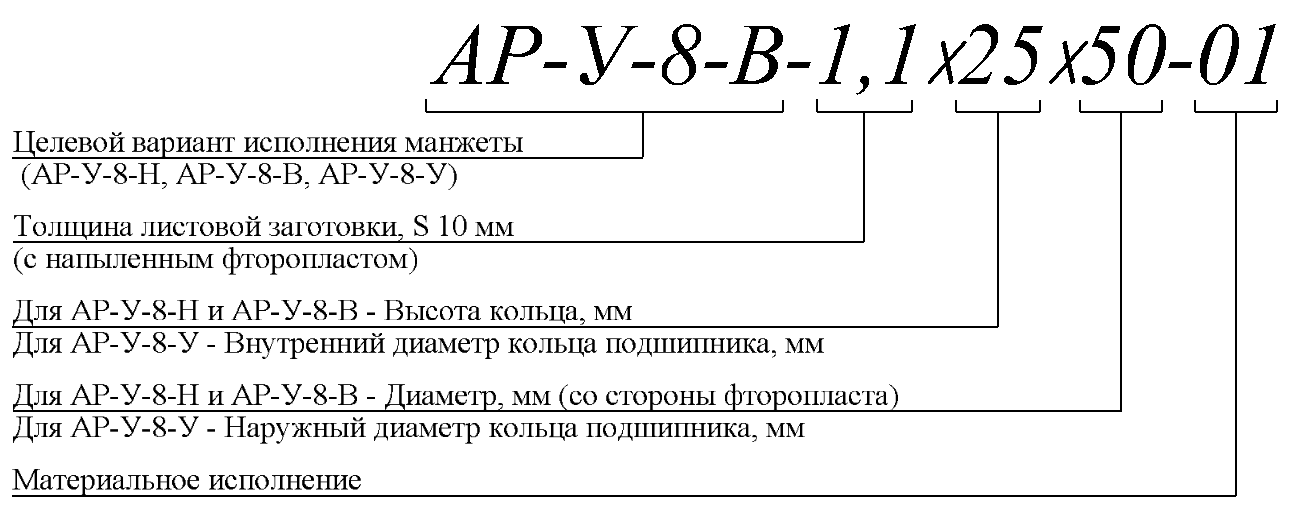 АР-У-8-В-1,1x25x50-01
Целевой вариант исполнения манжеты
(АР-У-8-Н, АР-У-8-В, АР-У-8-У)
Толщина листовой заготовки, S 10 мм
(с напыленным фторопластом)
Для АР-У-8-Н и АР-У-8-В - Высота кольца, мм
Для АР-У-8-У - Внутренний диаметр кольца подшипника, мм
Для АР-У-8-Н и АР-У-8-В - Диаметр, мм (со стороны фторопласта)
Для АР-У-8-У - Наружный диаметр кольца подшипника, мм
Материальное исполнение